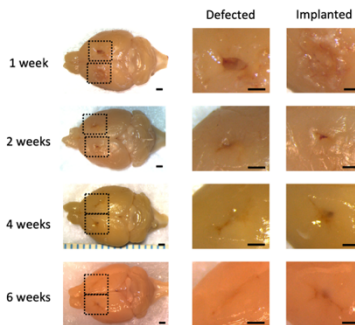 Defected Implanted
1 week
2 weeks
4 weeks
6 weeks